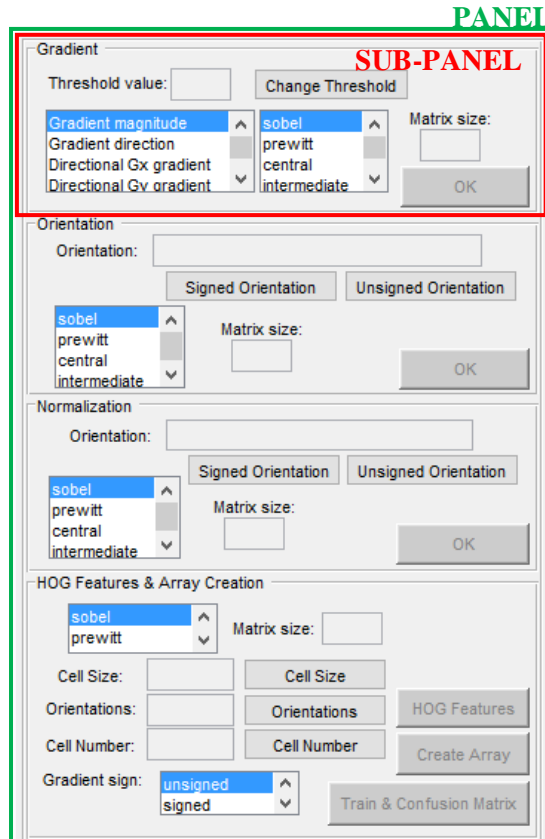 PANEL
Gradient
SUB-PANEL
Threshold value:
Change Threshold
Gradient magnitude
Gradient direction
Directional Gx gradient
Directional Gy gradient
sobel
prewitt
central
intermediate
Matrix size:
OK
Orientation
Orientation:
Signed Orientation
Unsigned Orientation
sobel
prewitt
central
intermediate
Matrix size:
OK
Normalization
Orientation:
Signed Orientation
Unsigned Orientation
sobel
prewitt
central
intermediate
Matrix size:
OK
HOG Features & Array Creation
sobel
prewitt
Matrix size:
Cell Size:
Cell Size
Orientations:
Orientations
HOG Features
Cell Number:
Cell Number
Create Array
Gradient sign:
unsigned
signed
Train & Confusion Matrix